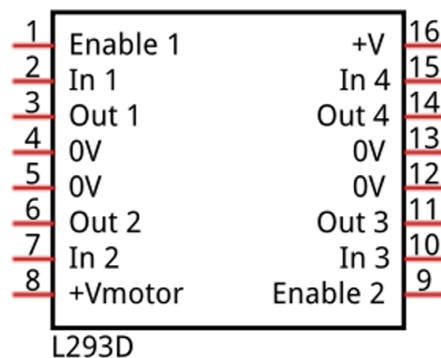 1 Enable 1 +V 16
2 In 1 In 4 15
3 Out 1 Out 4 14
4 0V 0V 13
5 0V 0V 12
6 Out 2 Out 3 11
7 In 2 In 3 10
8 +Vmotor Enable 2 9
L293D